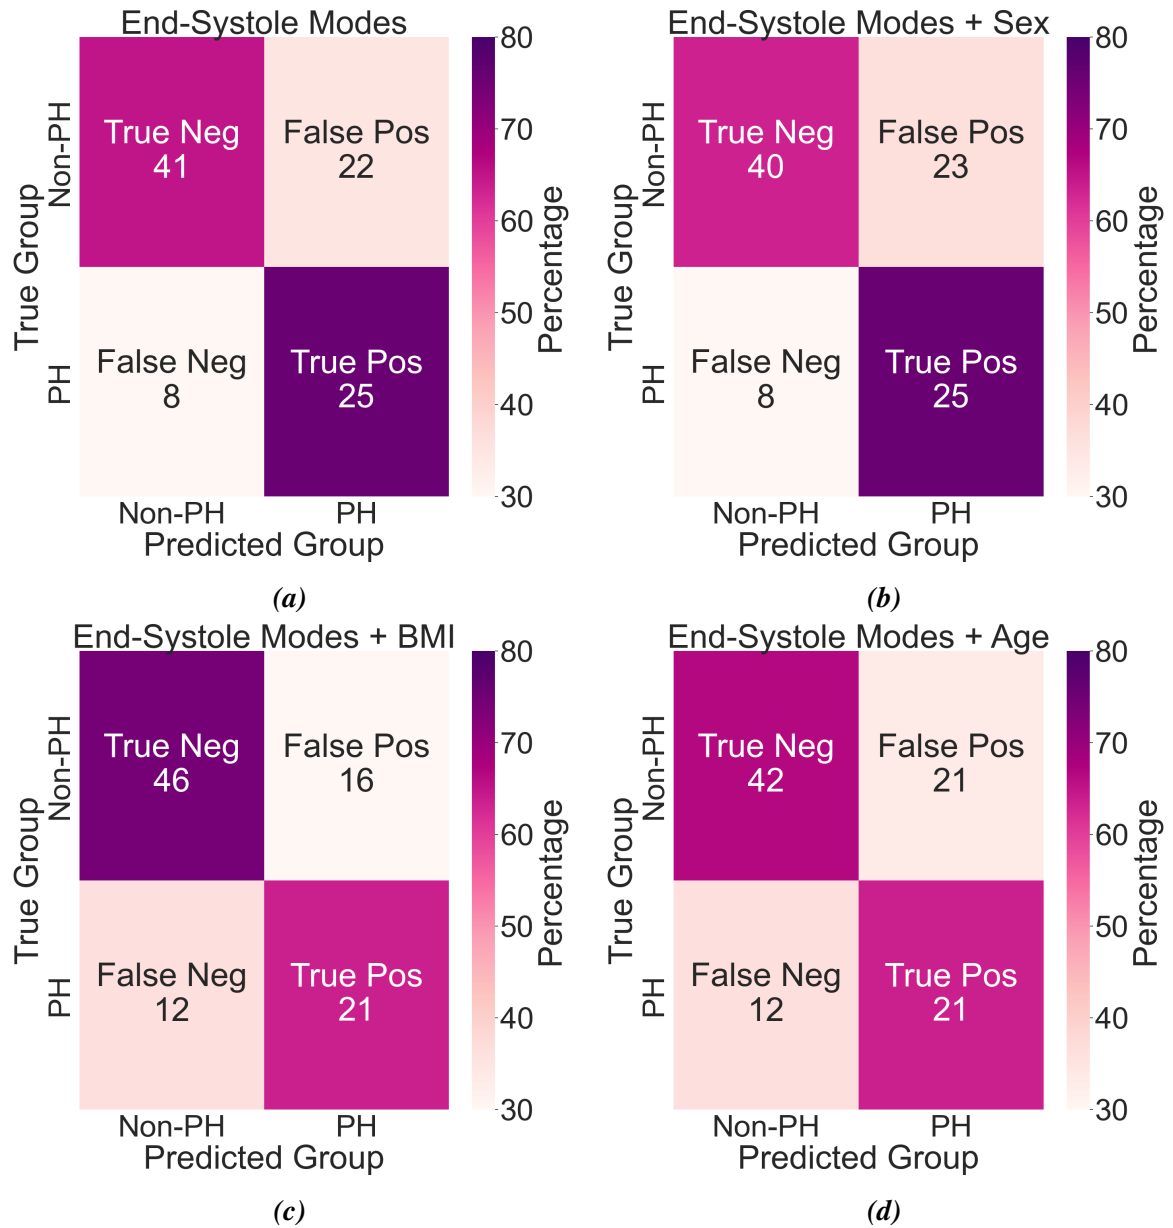 End-Systole Modes
True Group
Non-PH
PH
True Neg
41
False Pos
22
False Neg
8
True Pos
25
Non-PH
PH
Predicted Group
80
70
60
50
40
30
Percentage
(a)
End-Systole Modes + Sex
True Group
Non-PH
PH
True Neg
40
False Pos
23
False Neg
8
True Pos
25
Non-PH
PH
Predicted Group
80
70
60
50
40
30
Percentage
(b)
End-Systole Modes + BMI
True Group
Non-PH
PH
True Neg
46
False Pos
16
False Neg
12
True Pos
21
Non-PH
PH
Predicted Group
80
70
60
50
40
30
Percentage
(c)
End-Systole Modes + Age
True Group
Non-PH
PH
True Neg
42
False Pos
21
False Neg
12
True Pos
21
Non-PH
PH
Predicted Group
80
70
60
50
40
30
Percentage
(d)